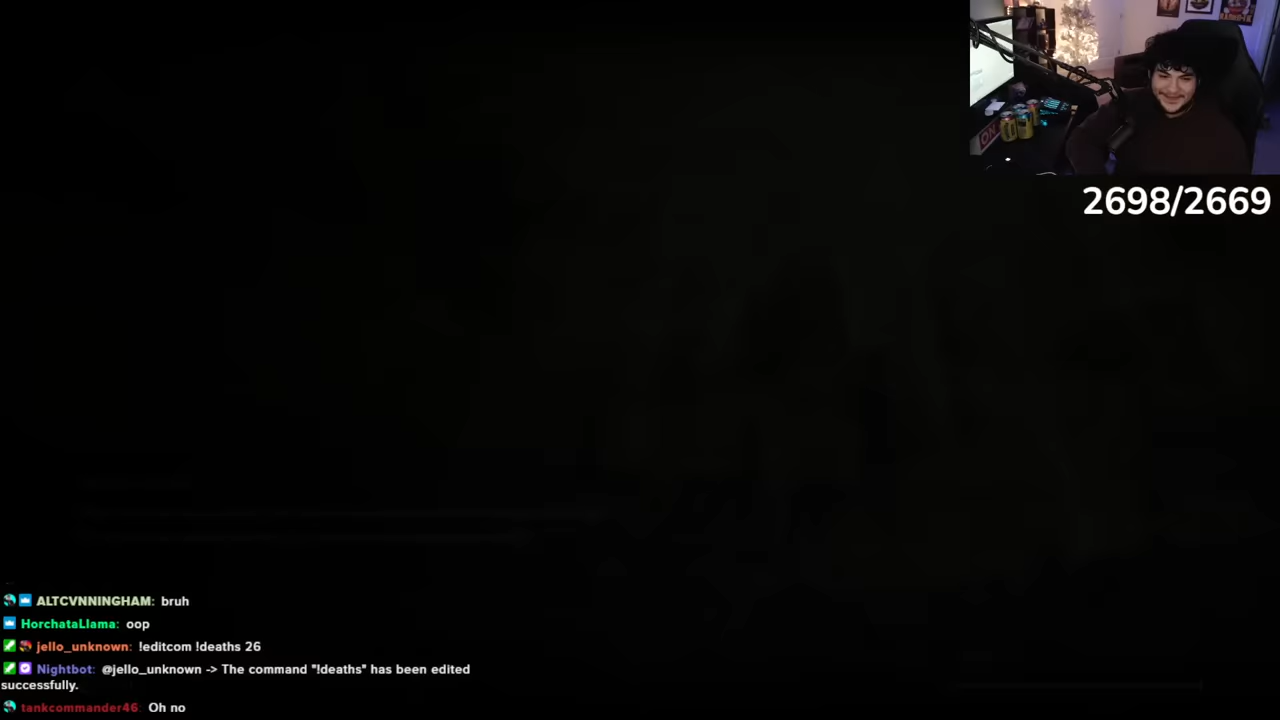 2698/2669
ALTCVNNINGHAM: bruh
HorchataLlama: oop
jello_unknown: !editcom !deaths 26
Nightbot: @jello_unknown -> The command "!deaths" has been edited
successfully.
tankcommander46: Oh no